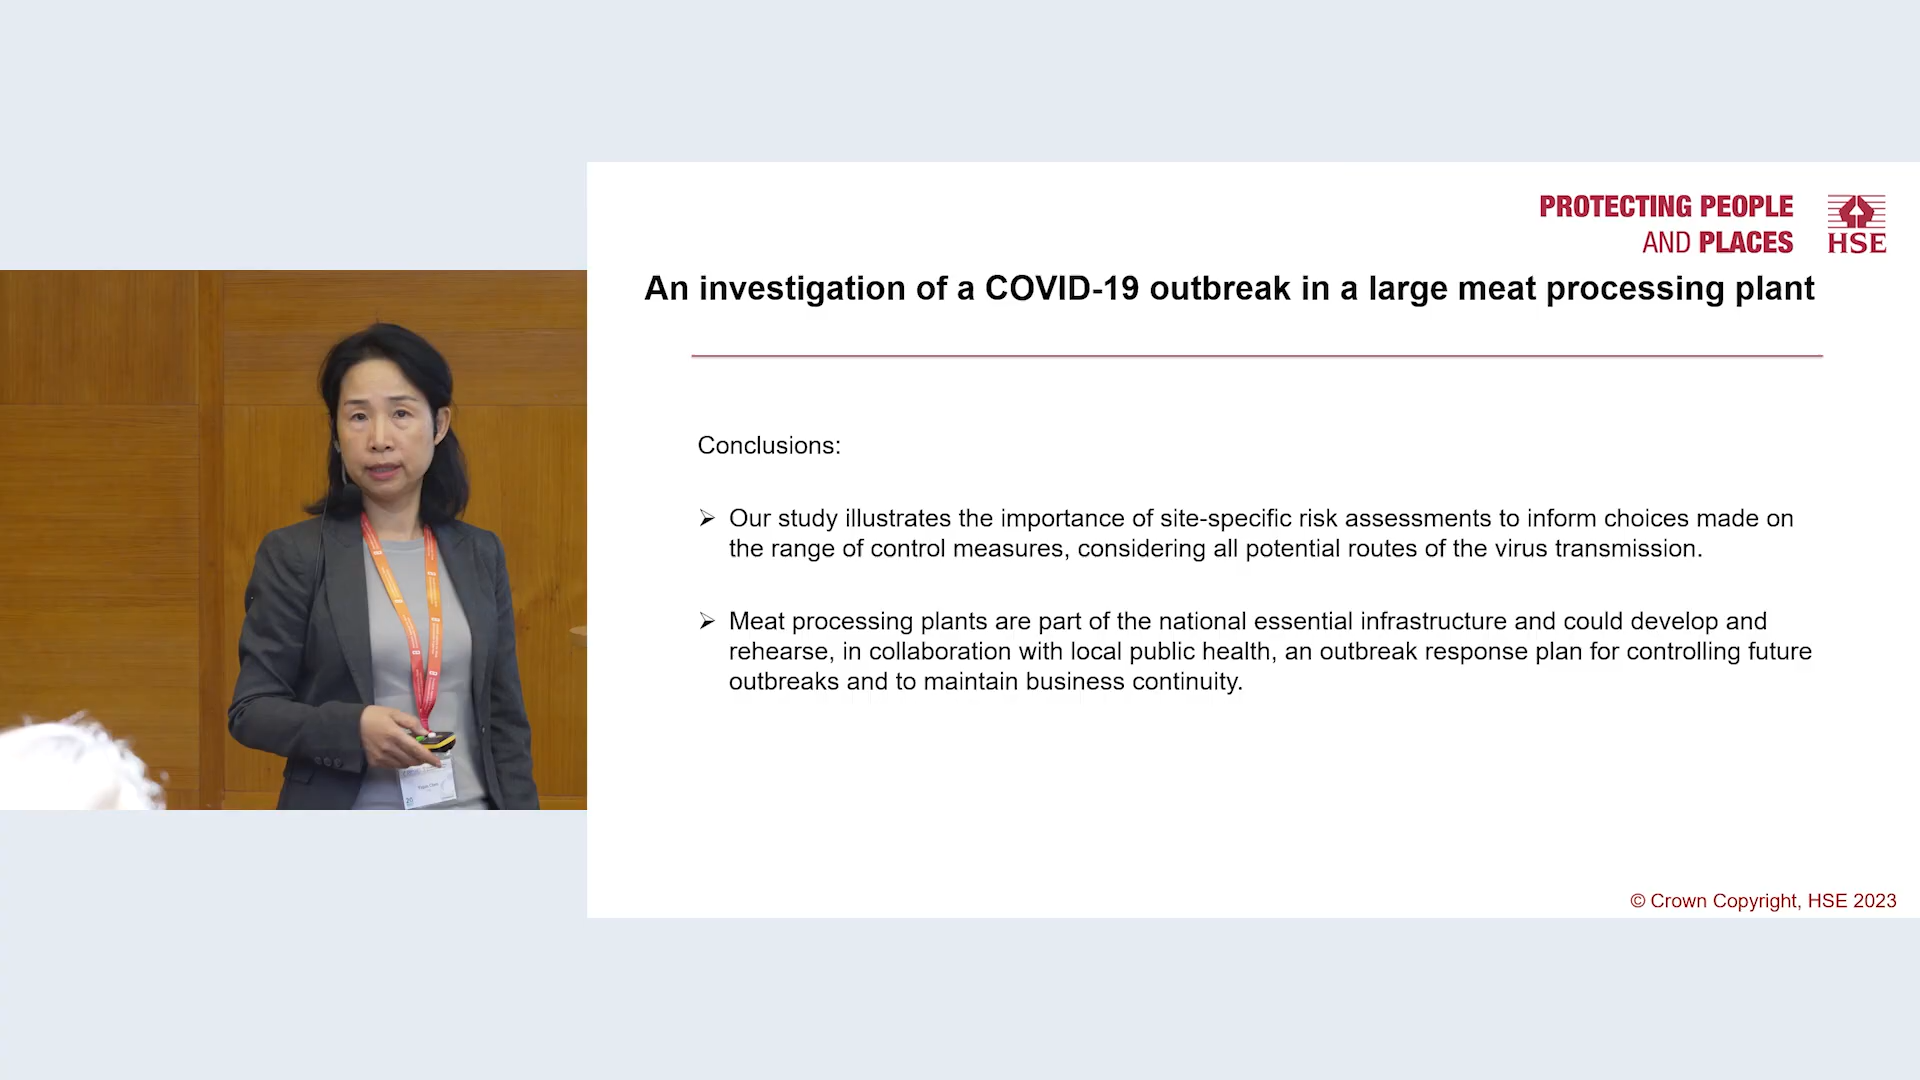 PROTECTING PEOPLE
AND PLACES
HSE
An investigation of a COVID-19 outbreak in a large meat processing plant
Conclusions:
➢ Our study illustrates the importance of site-specific risk assessments to inform choices made on
the range of control measures, considering all potential routes of the virus transmission.
➢ Meat processing plants are part of the national essential infrastructure and could develop and
rehearse, in collaboration with local public health, an outbreak response plan for controlling future
outbreaks and to maintain business continuity.
© Crown Copyright, HSE 2023